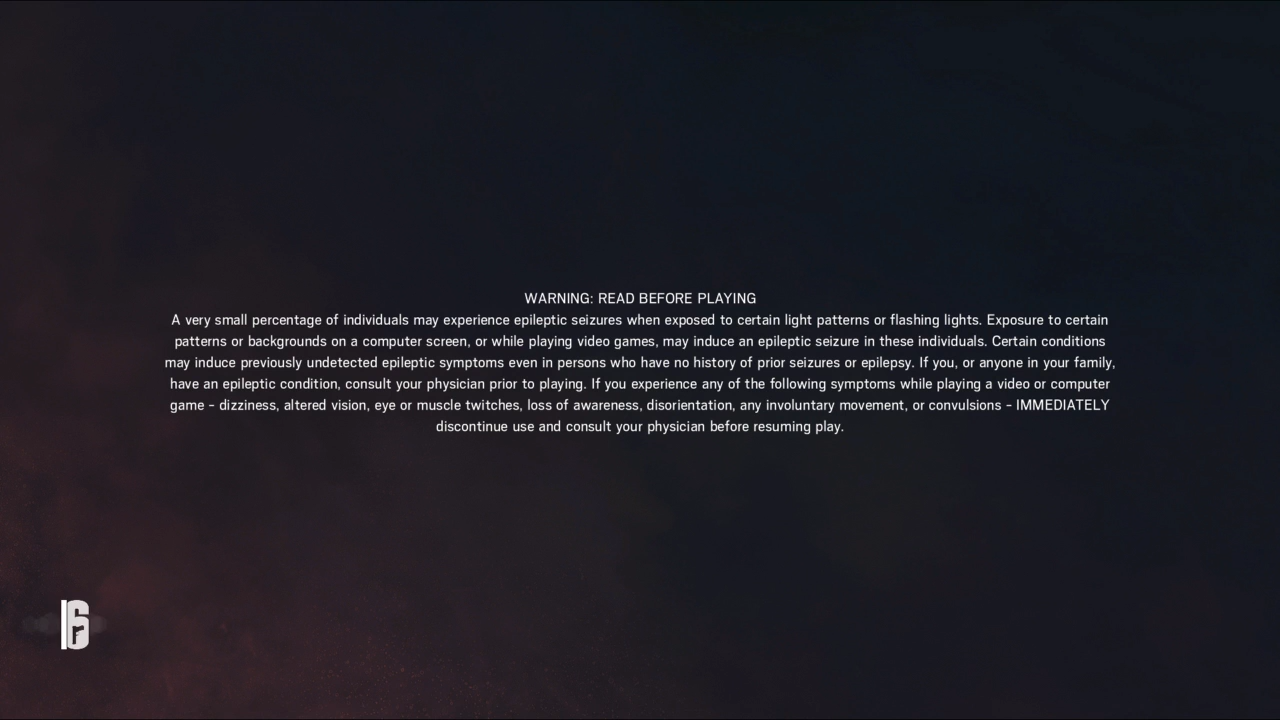 WARNING: READ BEFORE PLAYING
A very small percentage of individuals may experience epileptic seizures when exposed to certain light patterns or flashing lights. Exposure to certain
patterns or backgrounds on a computer screen, or while playing video games, may induce an epileptic seizure in these individuals. Certain conditions
may induce previously undetected epileptic symptoms even in persons who have no history of prior seizures or epilepsy. If you, or anyone in your family,
have an epileptic condition, consult your physician prior to playing. If you experience any of the following symptoms while playing a video or computer
game – dizziness, altered vision, eye or muscle twitches, loss of awareness, disorientation, any involuntary movement, or convulsions – IMMEDIATELY
discontinue use and consult your physician before resuming play.
6